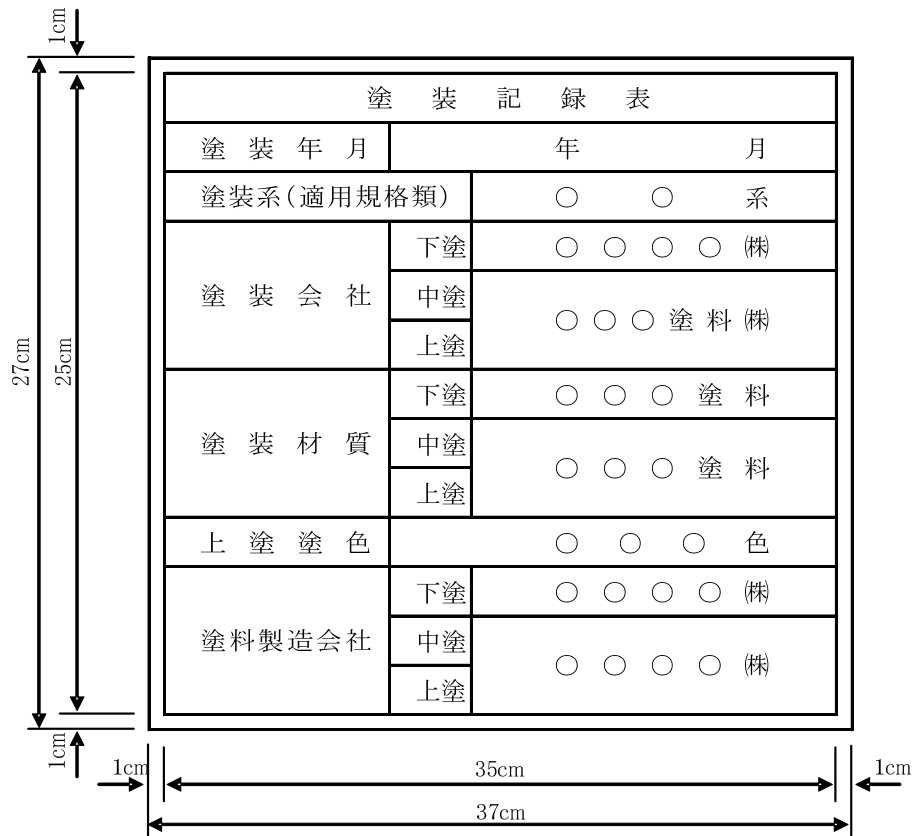 1cm
塗装記録表
塗装年月 年 月
塗装系(適用規格類) ○ ○ 系
下塗 ○○○○㈱
塗装会社 中塗 ○○○塗料㈱
上塗
下塗 ○○○塗料
塗装材質 中塗 ○○○塗料
上塗
上塗塗色 ○○○色
下塗 ○○○○㈱
塗料製造会社 中塗 ○○○○㈱
上塗
27cm
25cm
1cm
1cm
35cm
1cm
37cm